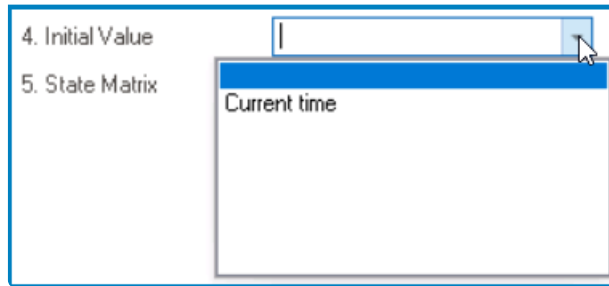 4. Initial Value
5. State Matrix
Current time